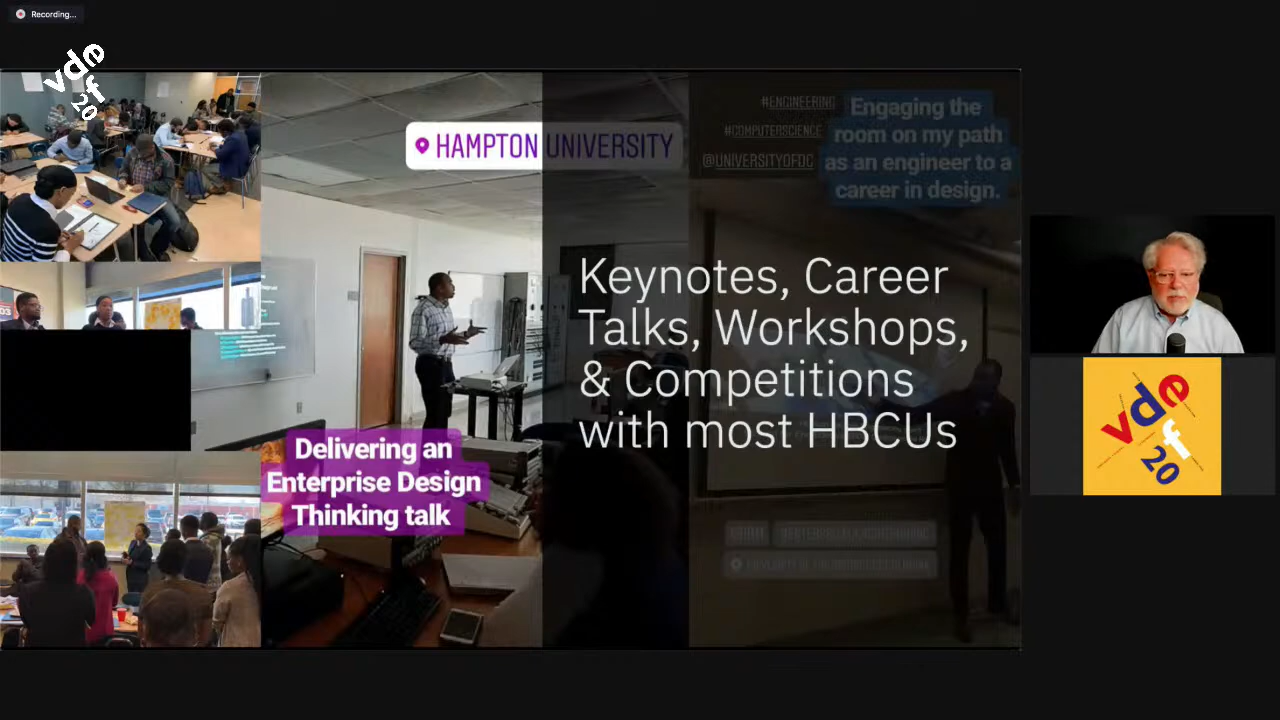 Recording...
vdef
20
HAMPTON UNIVERSITY
#ENGINEERING
#COMPUTERSCIENCE
@UNIVERSITYOFDC
Engaging the
room on my path
as an engineer to a
career in design.
Keynotes, Career
Talks, Workshops,
& Competitions
with most HBCUs
Delivering an
Enterprise Design
Thinking talk
vdef
20